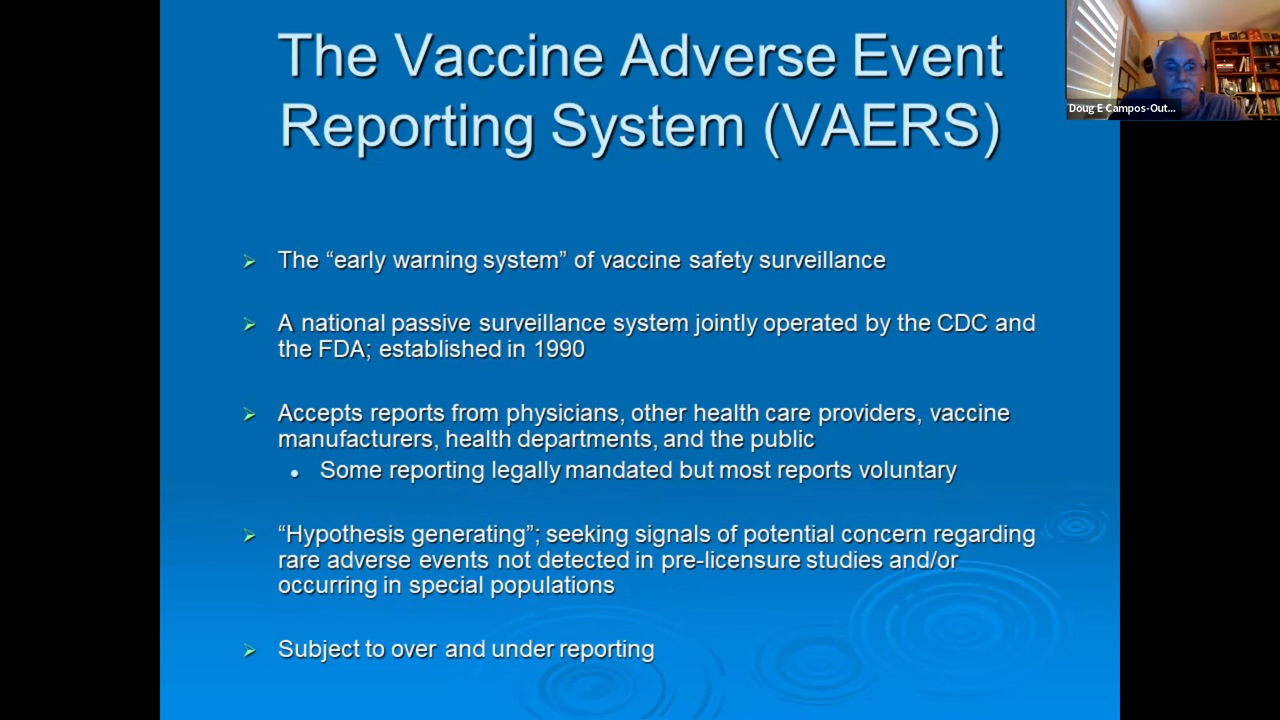 The Vaccine Adverse Event
Reporting System (VAERS)
Doug E Campos-Out...
The “early warning system” of vaccine safety surveillance
A national passive surveillance system jointly operated by the CDC and
the FDA; established in 1990
Accepts reports from physicians, other health care providers, vaccine
manufacturers, health departments, and the public
Some reporting legally mandated but most reports voluntary
“Hypothesis generating”; seeking signals of potential concern regarding
rare adverse events not detected in pre-licensure studies and/or
occurring in special populations
Subject to over and under reporting